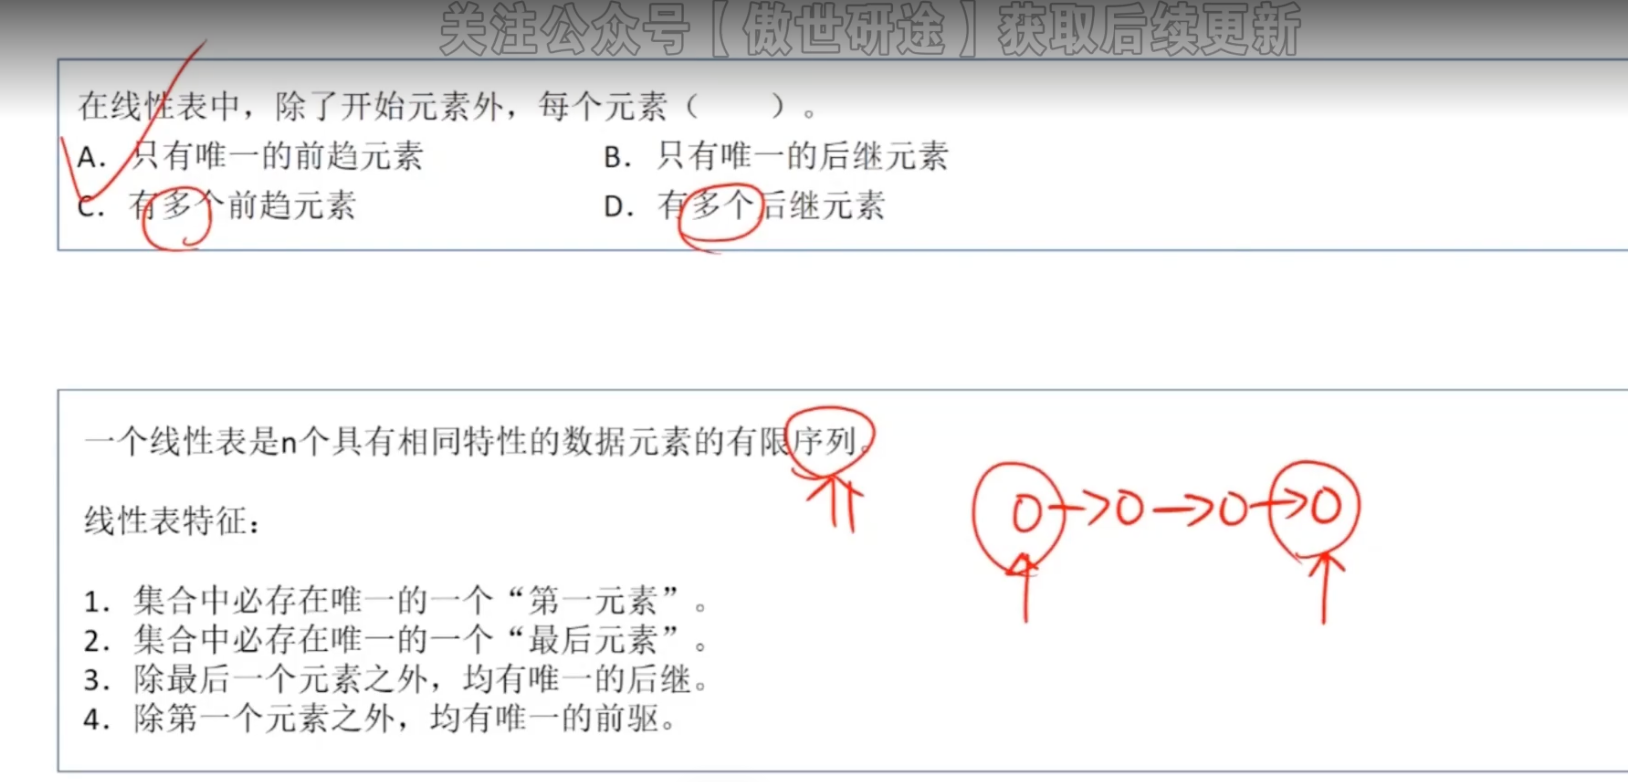 关注公众号【傲世研途】获取后续更新
在线性表中，除了开始元素外，每个元素（　　）。
A. 只有唯一的前趋元素　　B. 只有唯一的后继元素
C. 有多个前趋元素　　D. 有多个后继元素
一个线性表是n个具有相同特性的数据元素的有限序列。
0→0→0→0
线性表特征：
1. 集合中必存在唯一的一个“第一元素”。
2. 集合中必存在唯一的一个“最后元素”。
3. 除最后一个元素之外，均有唯一的后继。
4. 除第一个元素之外，均有唯一的前驱。